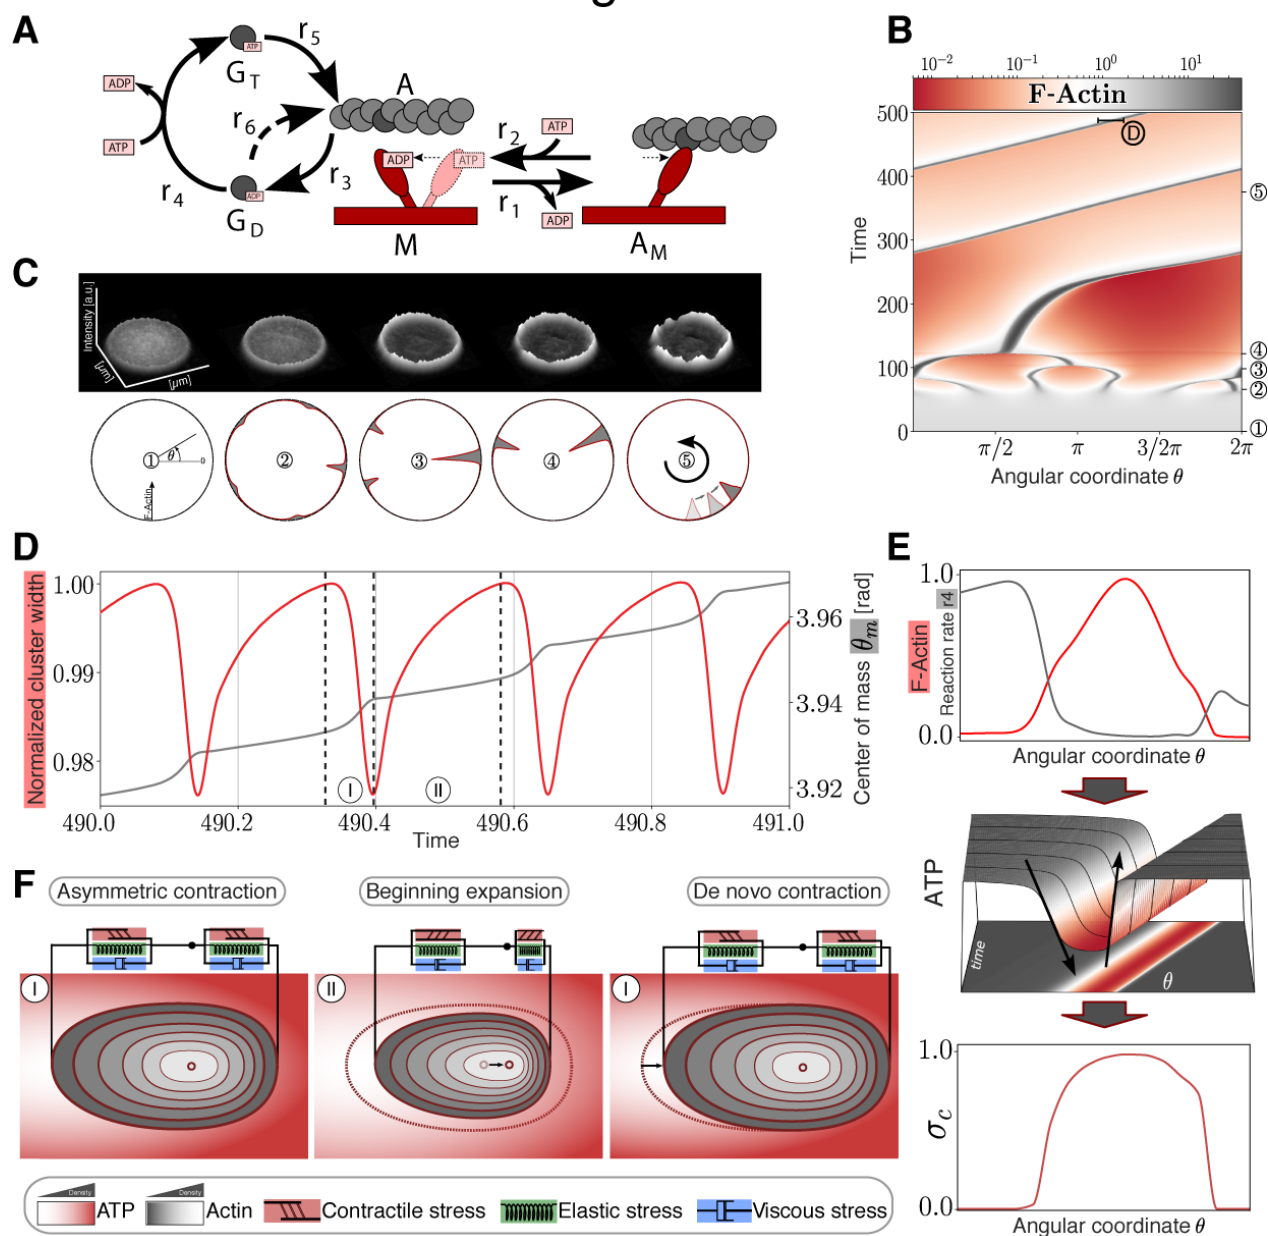 A
ATP
G_T
r_5
ADP
ATP
r_4
r_6
A
G_D
ADP
r_3
ADP
ATP
M
r_2
ATP
r_1
ADP
A_M
B
10⁻²
10⁻¹
10⁰
10¹
F-Actin
500
400
300
200
100
0
Time
D
⑤
④
③
②
①
π/2
π
3/2π
2π
Angular coordinate θ
C
Intensity [a.u.]
[µm]
[µm]
①
θ
0
F-Actin
②
③
④
⑤
D
Normalized cluster width
1.00
0.99
0.98
I
II
3.96
3.94
3.92
Center of mass θ_m [rad]
490.0
490.2
490.4
490.6
490.8
491.0
Time
E
F-Actin
Reaction rate r4
1.0
0.0
Angular coordinate θ
ATP
time
θ
σ_c
1.0
0.0
Angular coordinate θ
F
Asymmetric contraction
Beginning expansion
De novo contraction
I
II
I
Density
ATP
Density
Actin
Contractile stress
Elastic stress
Viscous stress